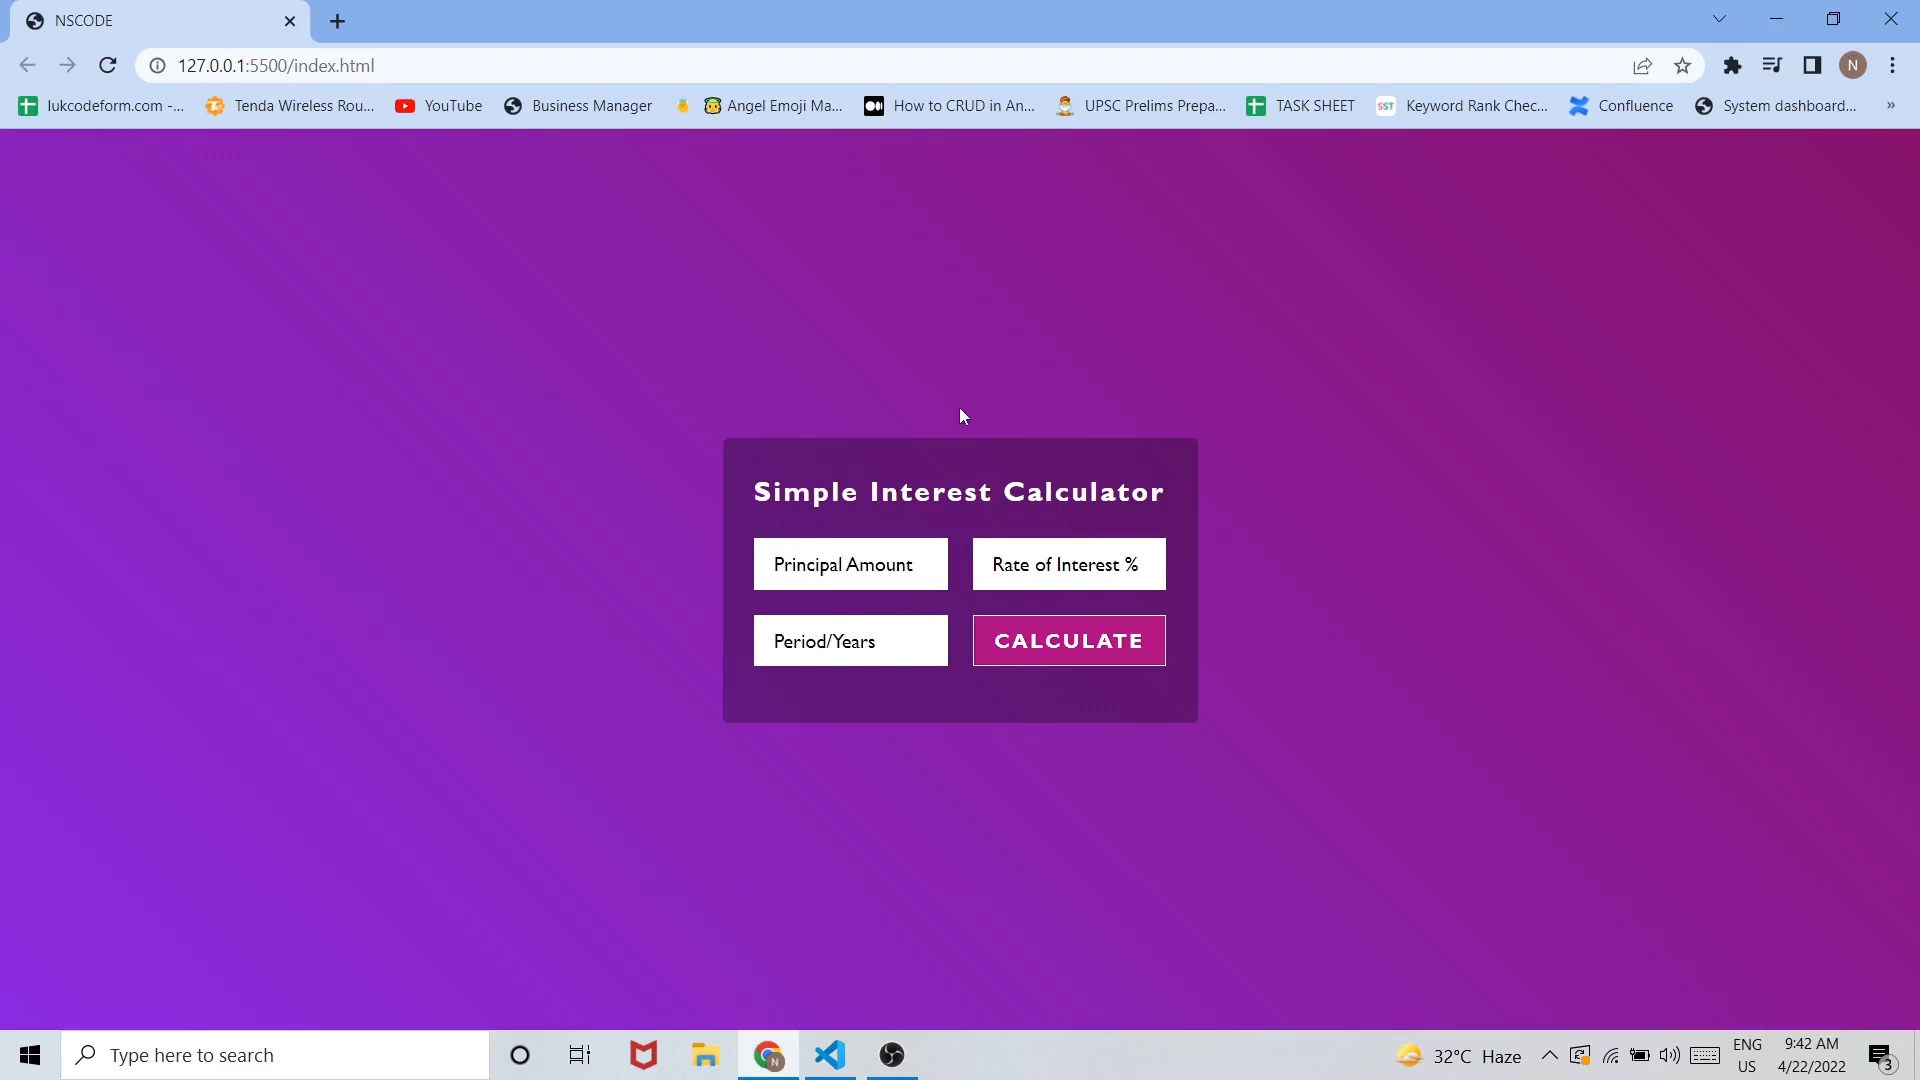 NSCODE
127.0.0.1:5500/index.html
N
lukcodeform.com -...
Tenda Wireless Rou...
YouTube
Business Manager
Angel Emoji Ma...
How to CRUD in An...
UPSC Prelims Prepa...
TASK SHEET
SST
Keyword Rank Chec...
Confluence
System dashboard...
»
Simple Interest Calculator
Principal Amount
Rate of Interest %
Period/Years
CALCULATE
Type here to search
N
32°C Haze
ENG
US
9:42 AM
4/22/2022
3